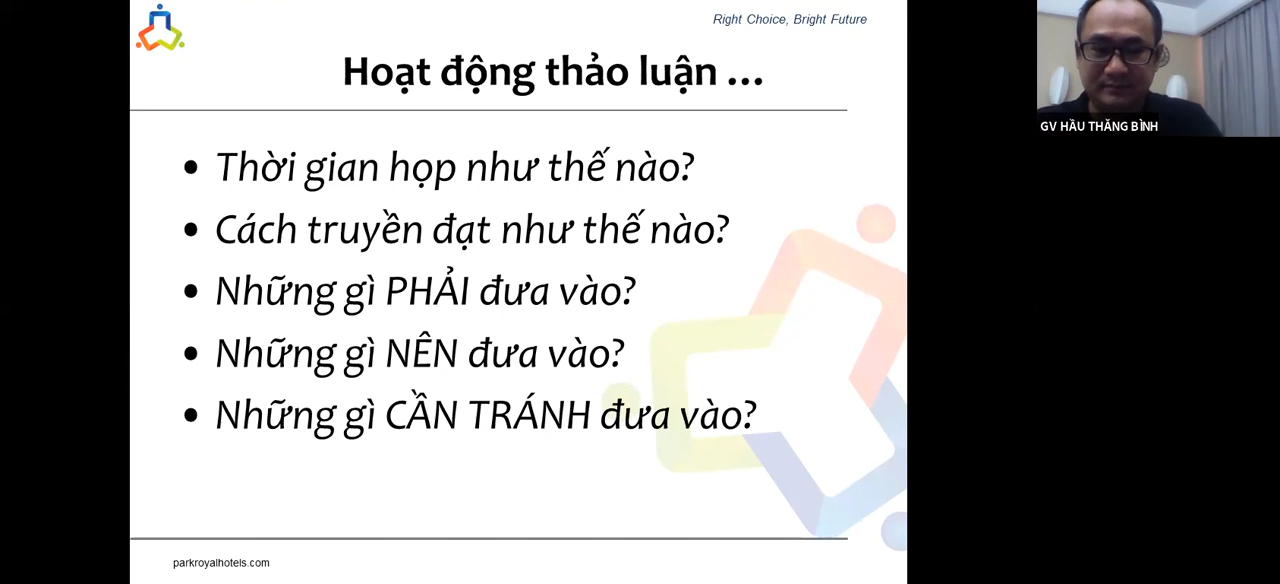 Right Choice, Bright Future
Hoạt động thảo luận ...
• Thời gian họp như thế nào?
• Cách truyền đạt như thế nào?
• Những gì PHẢI đưa vào?
• Những gì NÊN đưa vào?
• Những gì CẦN TRÁNH đưa vào?
parkroyalhotels.com
GV HẦU THĂNG BÌNH